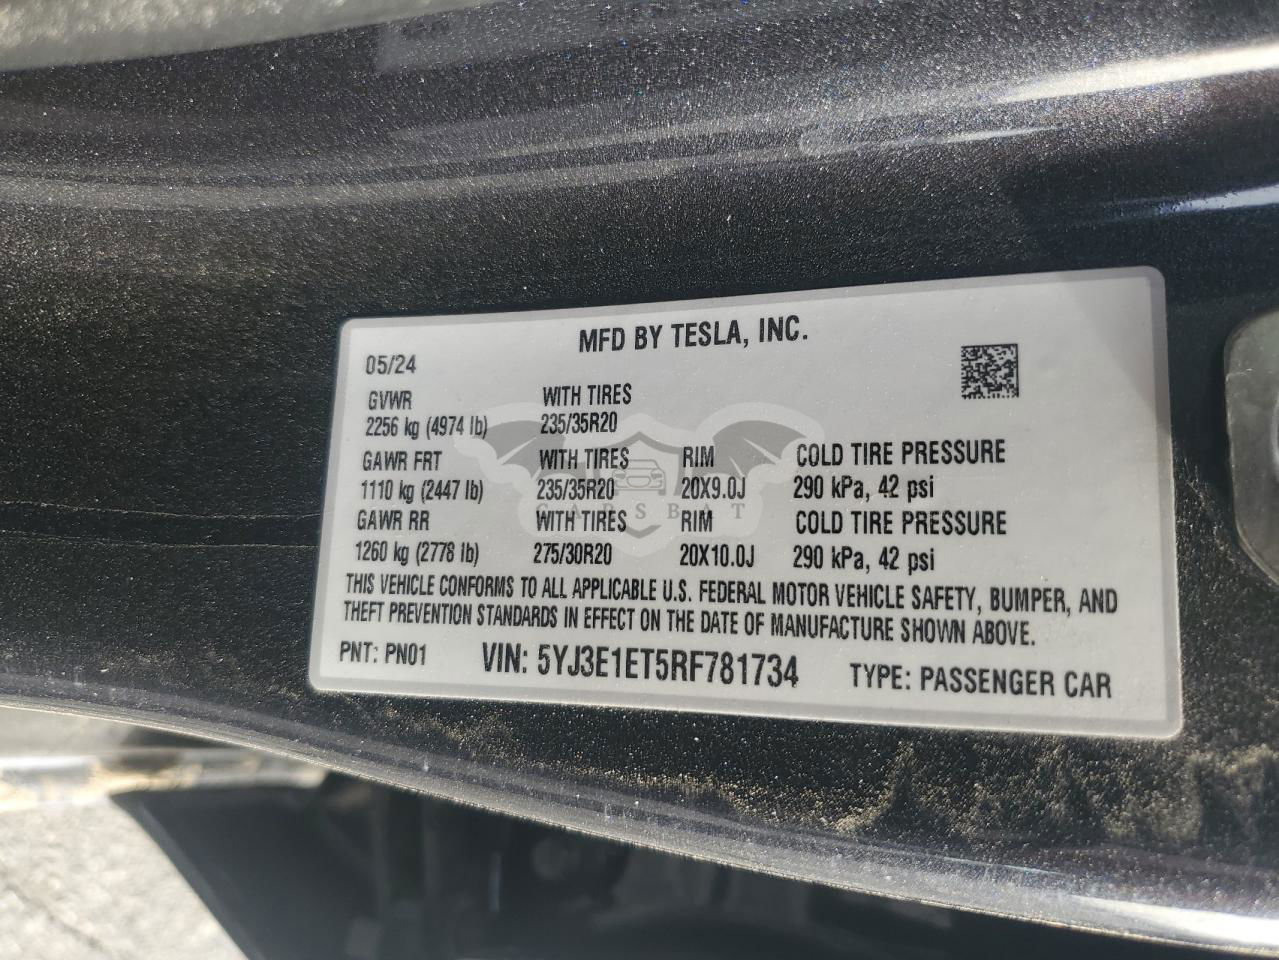 MFD BY TESLA, INC.
05/24
GVWR WITH TIRES
2256 kg (4974 lb) 235/35R20
GAWR FRT WITH TIRES RIM COLD TIRE PRESSURE
1110 kg (2447 lb) 235/35R20 20X9.0J 290 kPa, 42 psi
GAWR RR WITH TIRES RIM COLD TIRE PRESSURE
1260 kg (2778 lb) 275/30R20 20X10.0J 290 kPa, 42 psi
THIS VEHICLE CONFORMS TO ALL APPLICABLE U.S. FEDERAL MOTOR VEHICLE SAFETY, BUMPER, AND
THEFT PREVENTION STANDARDS IN EFFECT ON THE DATE OF MANUFACTURE SHOWN ABOVE.
PNT: PN01 VIN: 5YJ3E1ET5RF781734 TYPE: PASSENGER CAR
CARSBAT